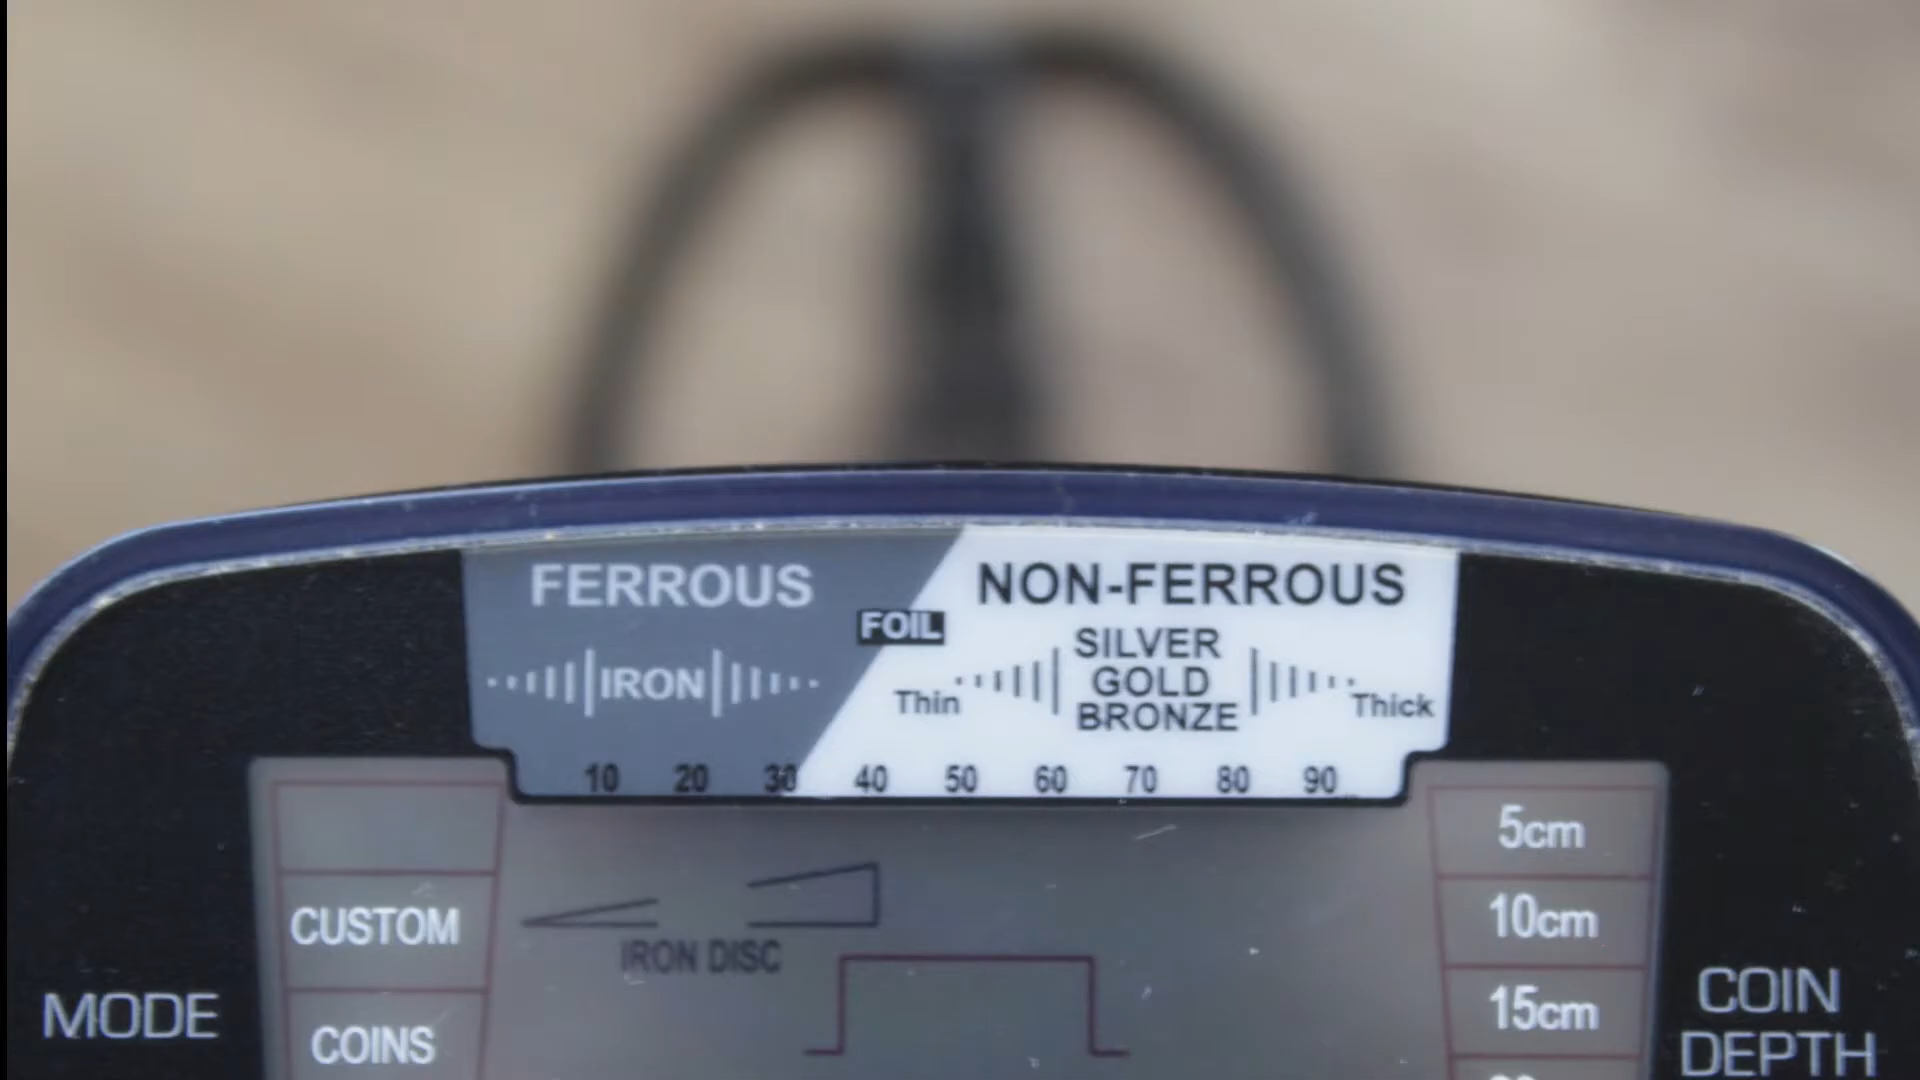 FERROUS
NON-FERROUS
FOIL
IRON
SILVER
GOLD
BRONZE
Thin
Thick
10 20 30 40 50 60 70 80 90
5cm
CUSTOM
10cm
IRON DISC
MODE
COINS
15cm
COIN
DEPTH